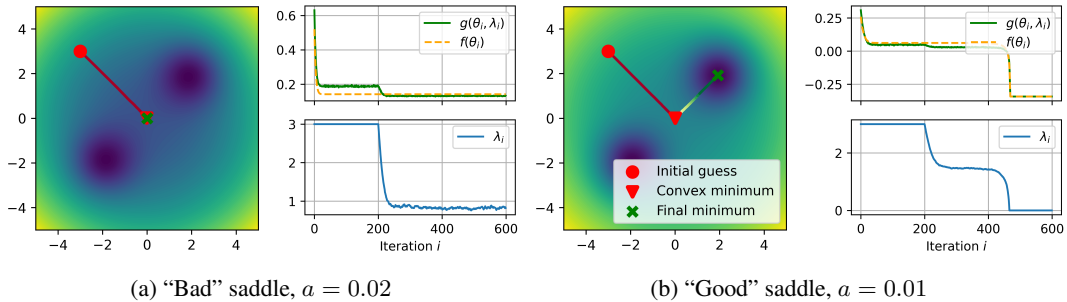 4
2
0
−2
−4
−4 −2 0 2 4
0.6
0.4
0.2
g(θi, λi)
f(θi)
3
2
1
λi
0 200 400 600
Iteration i
(a) “Bad” saddle, a = 0.02
4
2
0
−2
−4
−4 −2 0 2 4
Initial guess
Convex minimum
Final minimum
0.25
0.00
−0.25
g(θi, λi)
f(θi)
2
0
λi
0 200 400 600
Iteration i
(b) “Good” saddle, a = 0.01